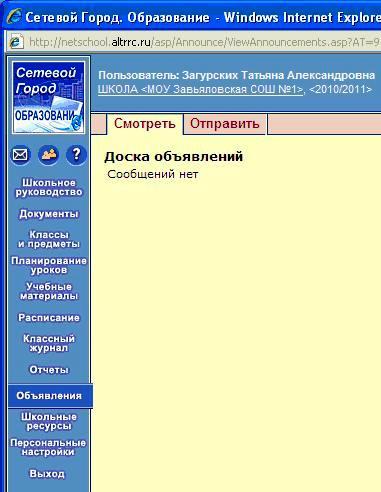 Сетевой Город. Образование - Windows Internet Explore
http://netschool.altrrc.ru/asp/Announce/ViewAnnouncements.asp?AT=9
Сетевой
Город
ОБРАЗОВАНИ
Пользователь: Загурских Татьяна Александровна
ШКОЛА <МОУ Завьяловская СОШ №1>, <2010/2011>
Смотреть Отправить
Доска объявлений
Сообщений нет
?
Школьное
руководство
Документы
Классы
и предметы
Планирование
уроков
Учебные
материалы
Расписание
Классный
журнал
Отчеты
Объявления
Школьные
ресурсы
Персональные
настройки
Выход